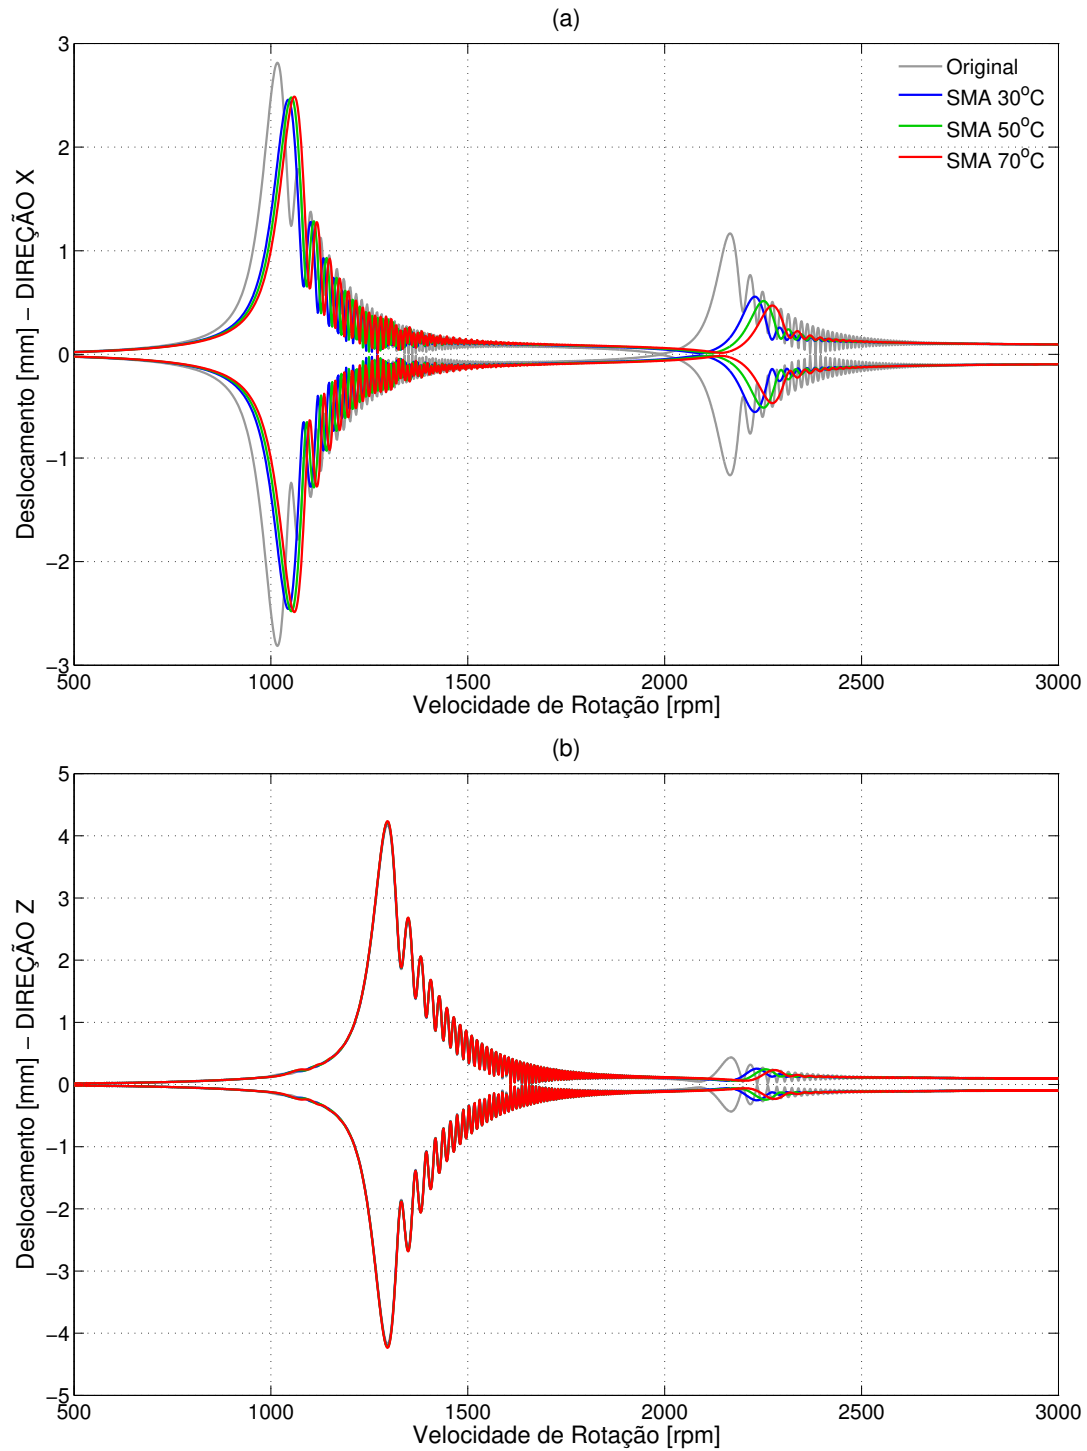 (a)
Deslocamento [mm] – DIREÇÃO X
3
2
1
0
−1
−2
−3
Original
SMA 30°C
SMA 50°C
SMA 70°C
500 1000 1500 2000 2500 3000
Velocidade de Rotação [rpm]
(b)
Deslocamento [mm] – DIREÇÃO Z
5
4
3
2
1
0
−1
−2
−3
−4
−5
500 1000 1500 2000 2500 3000
Velocidade de Rotação [rpm]